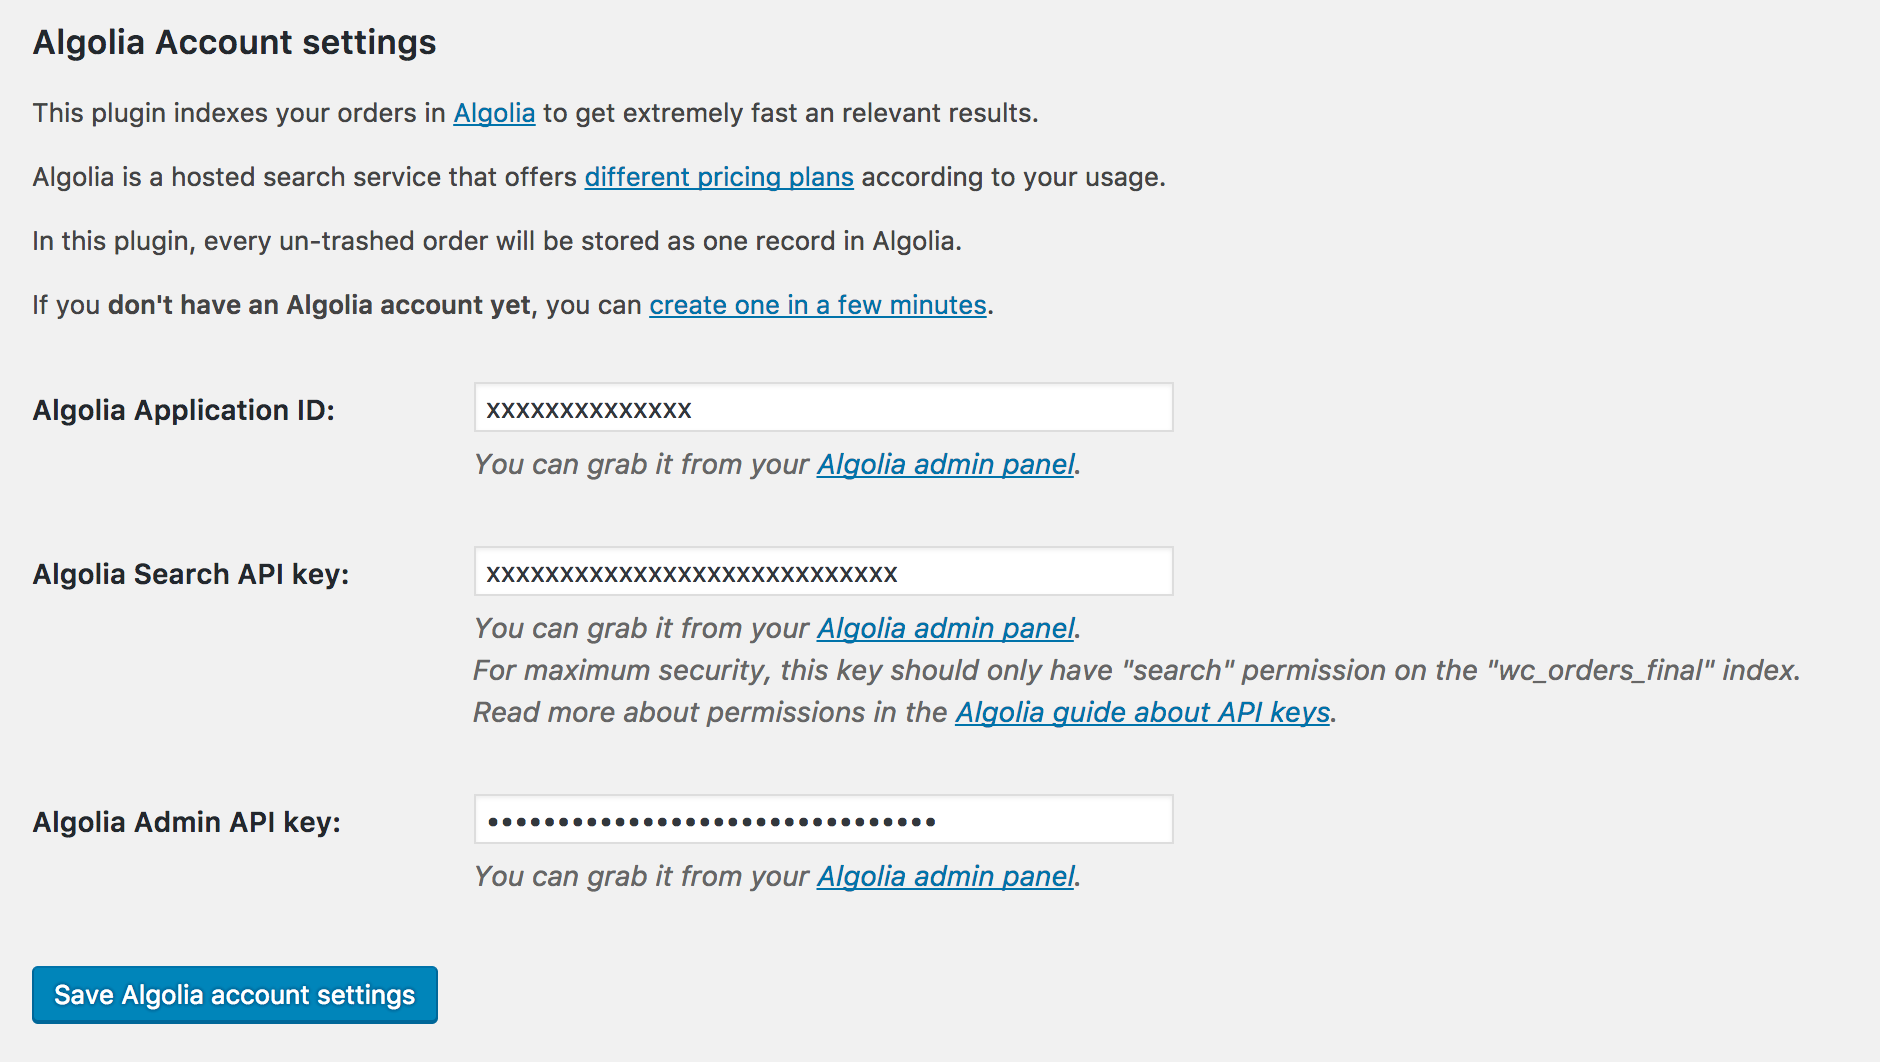 Algolia Account settings
This plugin indexes your orders in Algolia to get extremely fast an relevant results.
Algolia is a hosted search service that offers different pricing plans according to your usage.
In this plugin, every un-trashed order will be stored as one record in Algolia.
If you don't have an Algolia account yet, you can create one in a few minutes.
Algolia Application ID:
xxxxxxxxxxxxxx
You can grab it from your Algolia admin panel.
Algolia Search API key:
xxxxxxxxxxxxxxxxxxxxxxxxxxxx
You can grab it from your Algolia admin panel.
For maximum security, this key should only have "search" permission on the "wc_orders_final" index.
Read more about permissions in the Algolia guide about API keys.
Algolia Admin API key:
••••••••••••••••••••••••••••••••
You can grab it from your Algolia admin panel.
Save Algolia account settings